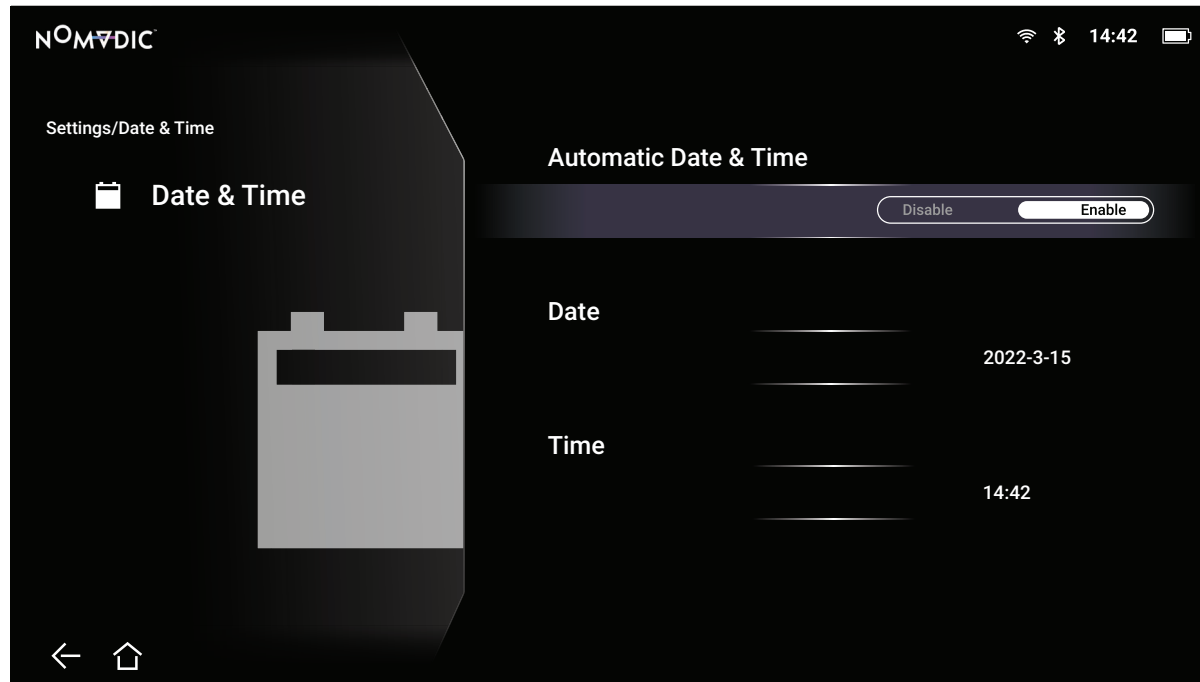 NOMADIC™
14:42
Settings/Date & Time
Date & Time
Automatic Date & Time
Disable Enable
Date
2022-3-15
Time
14:42